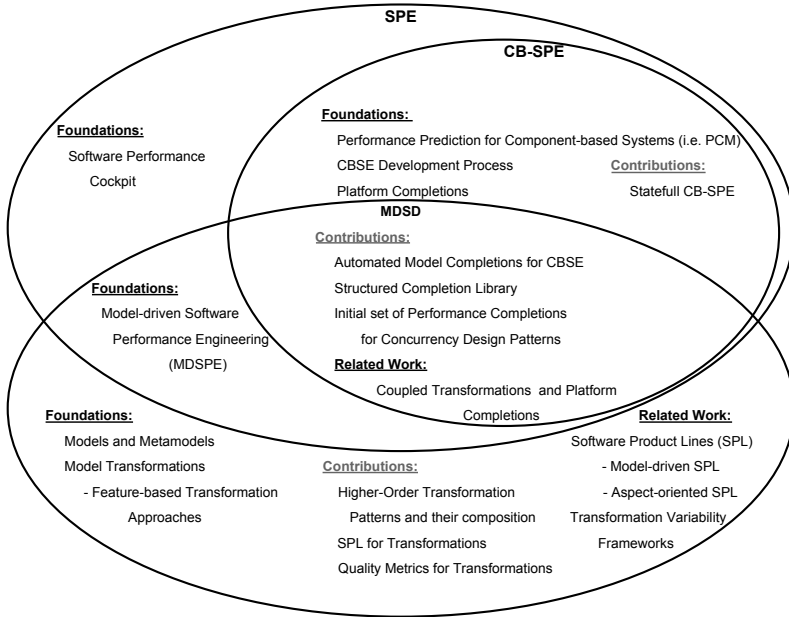 SPE
CB-SPE
Foundations:
Software Performance
Cockpit
Foundations:
Performance Prediction for Component-based Systems (i.e. PCM)
CBSE Development Process
Platform Completions
Contributions:
Statefull CB-SPE
MDSD
Contributions:
Automated Model Completions for CBSE
Structured Completion Library
Initial set of Performance Completions
for Concurrency Design Patterns
Related Work:
Coupled Transformations and Platform
Completions
Foundations:
Model-driven Software
Performance Engineering
(MDSPE)
Foundations:
Models and Metamodels
Model Transformations
- Feature-based Transformation
Approaches
Contributions:
Higher-Order Transformation
Patterns and their composition
SPL for Transformations
Quality Metrics for Transformations
Related Work:
Software Product Lines (SPL)
- Model-driven SPL
- Aspect-oriented SPL
Transformation Variability
Frameworks